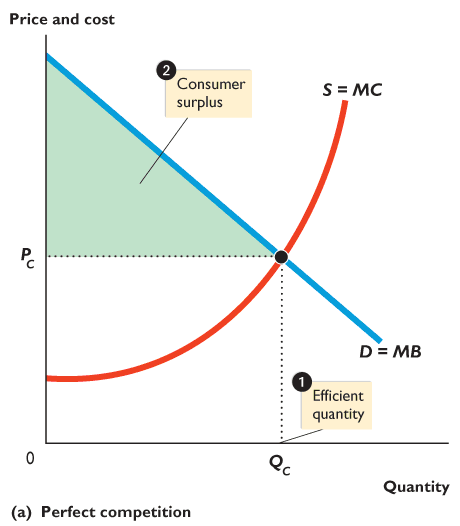 Price and cost
2
Consumer
surplus
S = MC
P_C
D = MB
1
Efficient
quantity
0
Q_C
Quantity
(a) Perfect competition